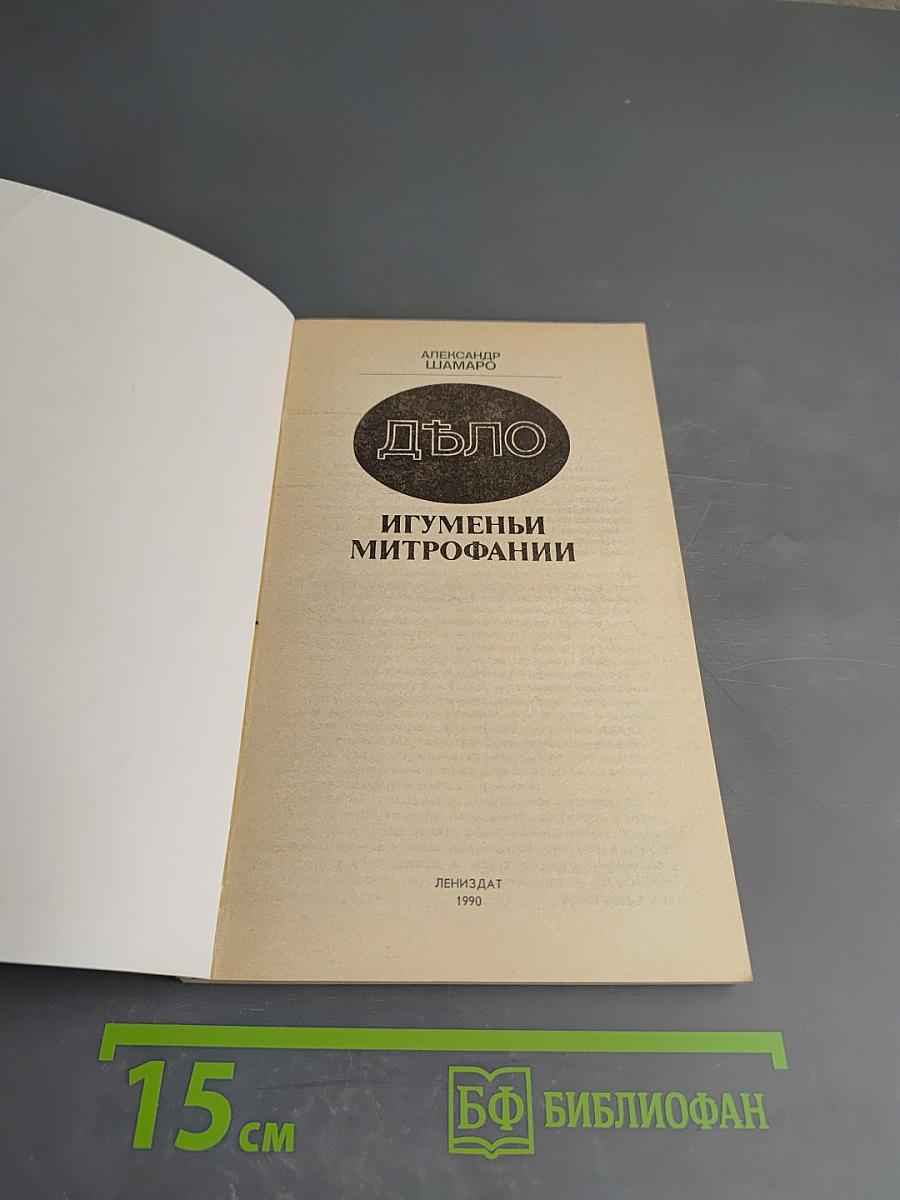 АЛЕКСАНДР
ШАМАРО
ДѢЛО
ИГУМЕНЬИ
МИТРОФАНИИ
ЛЕНИЗДАТ
1990
15 см
БФ БИБЛИОФАН